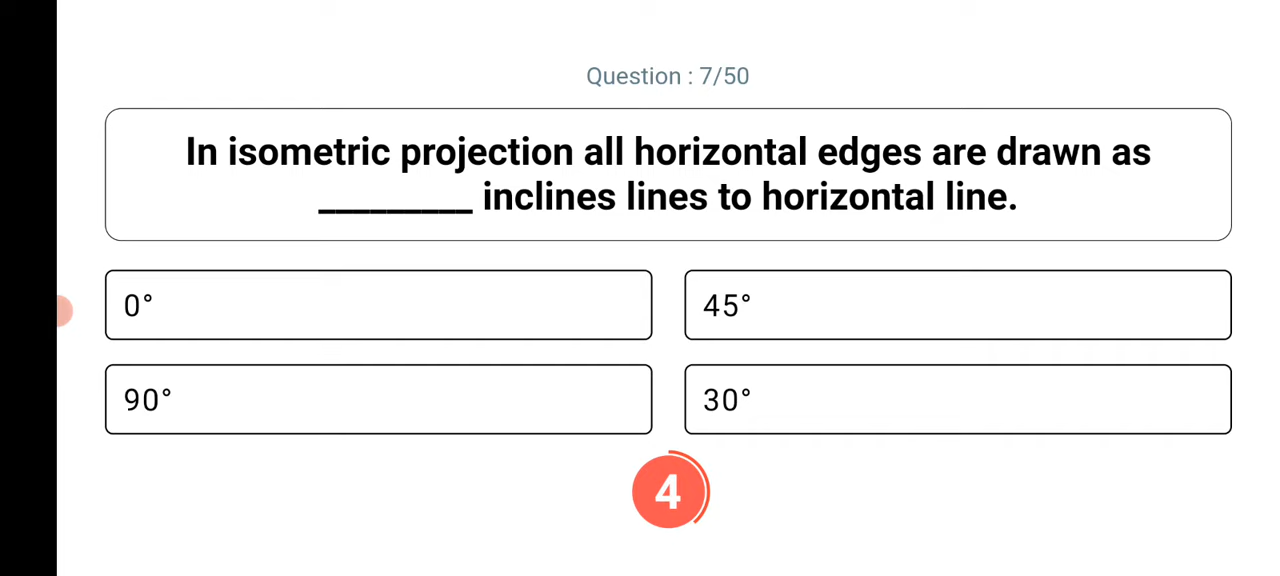 Question : 7/50
In isometric projection all horizontal edges are drawn as
_________ inclines lines to horizontal line.
0°
45°
90°
30°
4